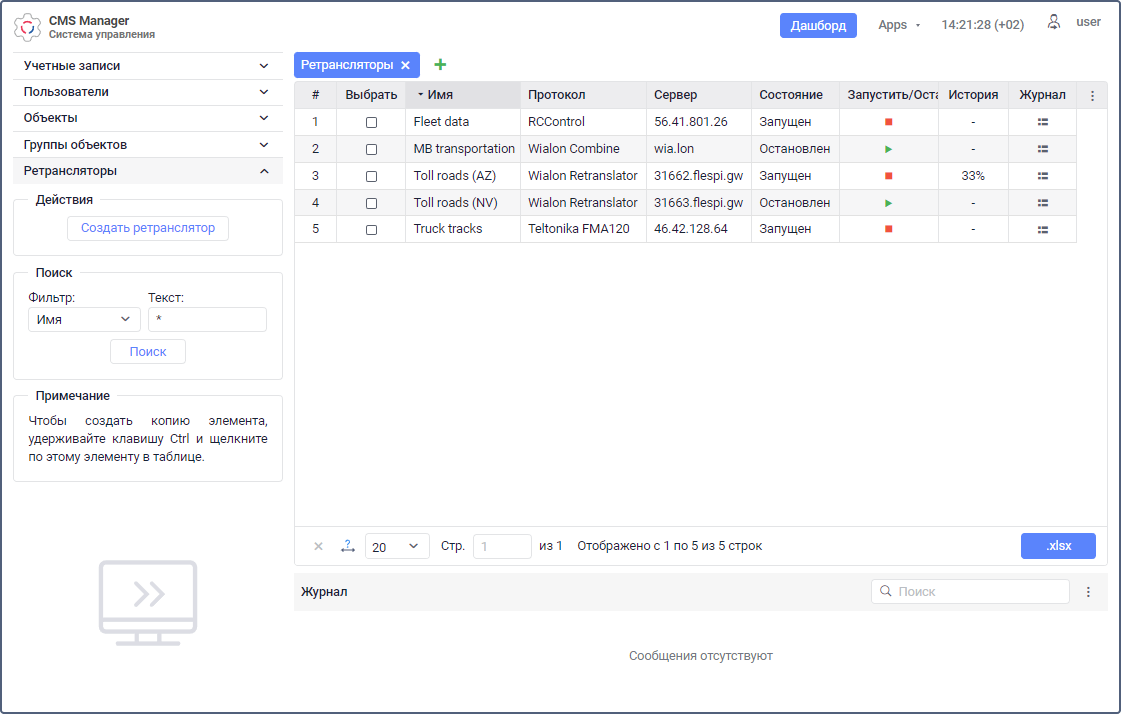 CMS Manager
Система управления
Дашборд
Apps
14:21:28 (+02)
user
Учетные записи
Пользователи
Объекты
Группы объектов
Ретрансляторы
Действия
Создать ретранслятор
Поиск
Фильтр: Текст:
Имя *
Поиск
Примечание
Чтобы создать копию элемента,
удерживайте клавишу Ctrl и щелкните
по этому элементу в таблице.
Ретрансляторы
# Выбрать Имя Протокол Сервер Состояние Запустить/Оста История Журнал
1 Fleet data RCControl 56.41.801.26 Запущен -
2 MB transportation Wialon Combine wia.lon Остановлен -
3 Toll roads (AZ) Wialon Retranslator 31662.flespi.gw Запущен 33%
4 Toll roads (NV) Wialon Retranslator 31663.flespi.gw Остановлен -
5 Truck tracks Teltonika FMA120 46.42.128.64 Запущен -
? 20 Стр. 1 из 1 Отображено с 1 по 5 из 5 строк .xlsx
Журнал Поиск
Сообщения отсутствуют